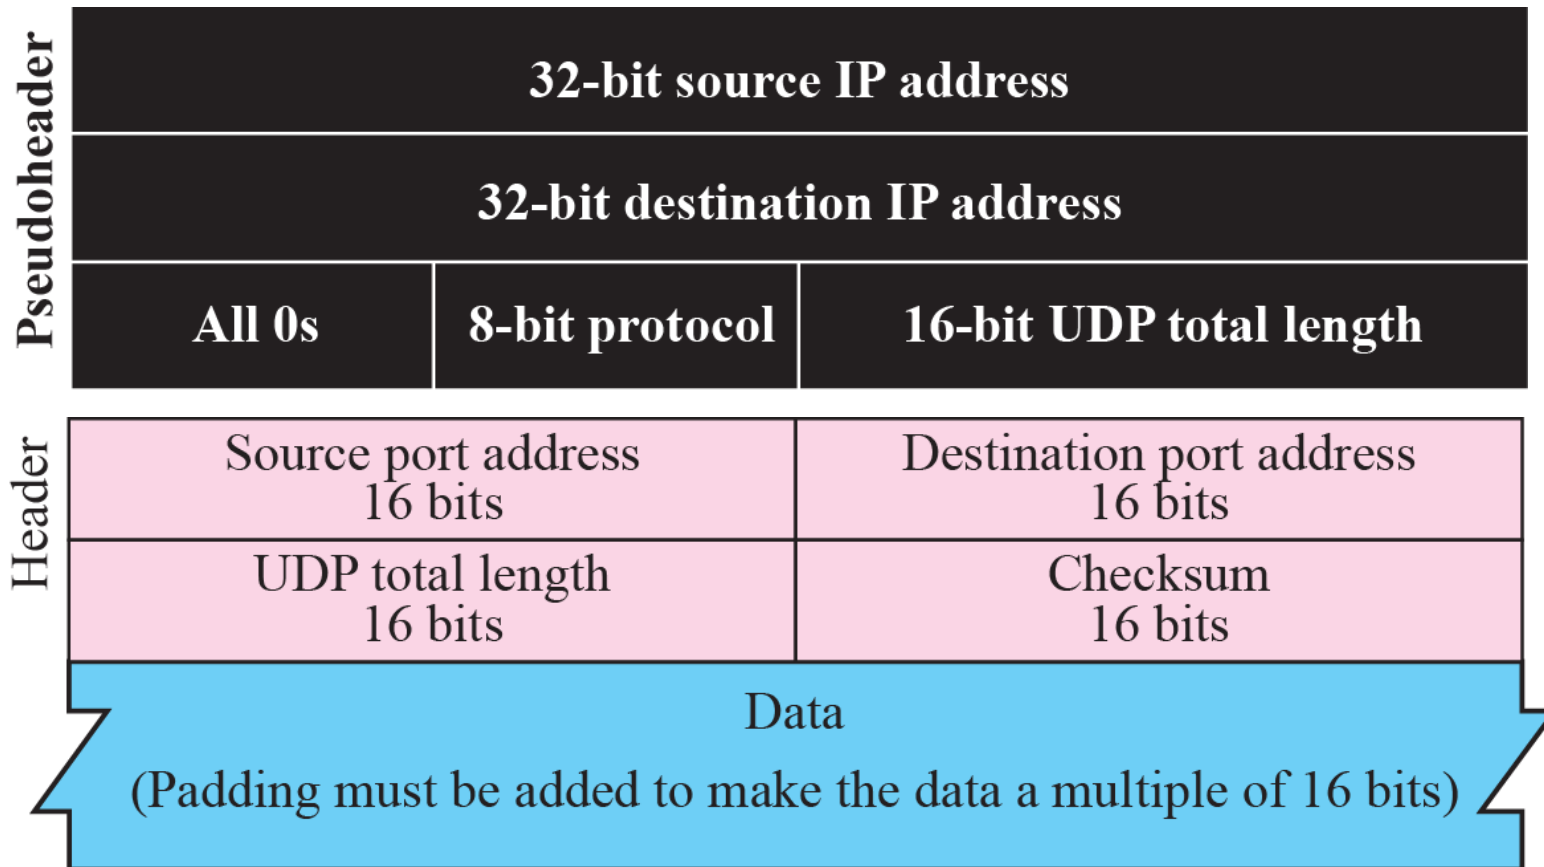 Pseudoheader
32-bit source IP address
32-bit destination IP address
All 0s
8-bit protocol
16-bit UDP total length
Header
Source port address
16 bits
Destination port address
16 bits
UDP total length
16 bits
Checksum
16 bits
Data
(Padding must be added to make the data a multiple of 16 bits)